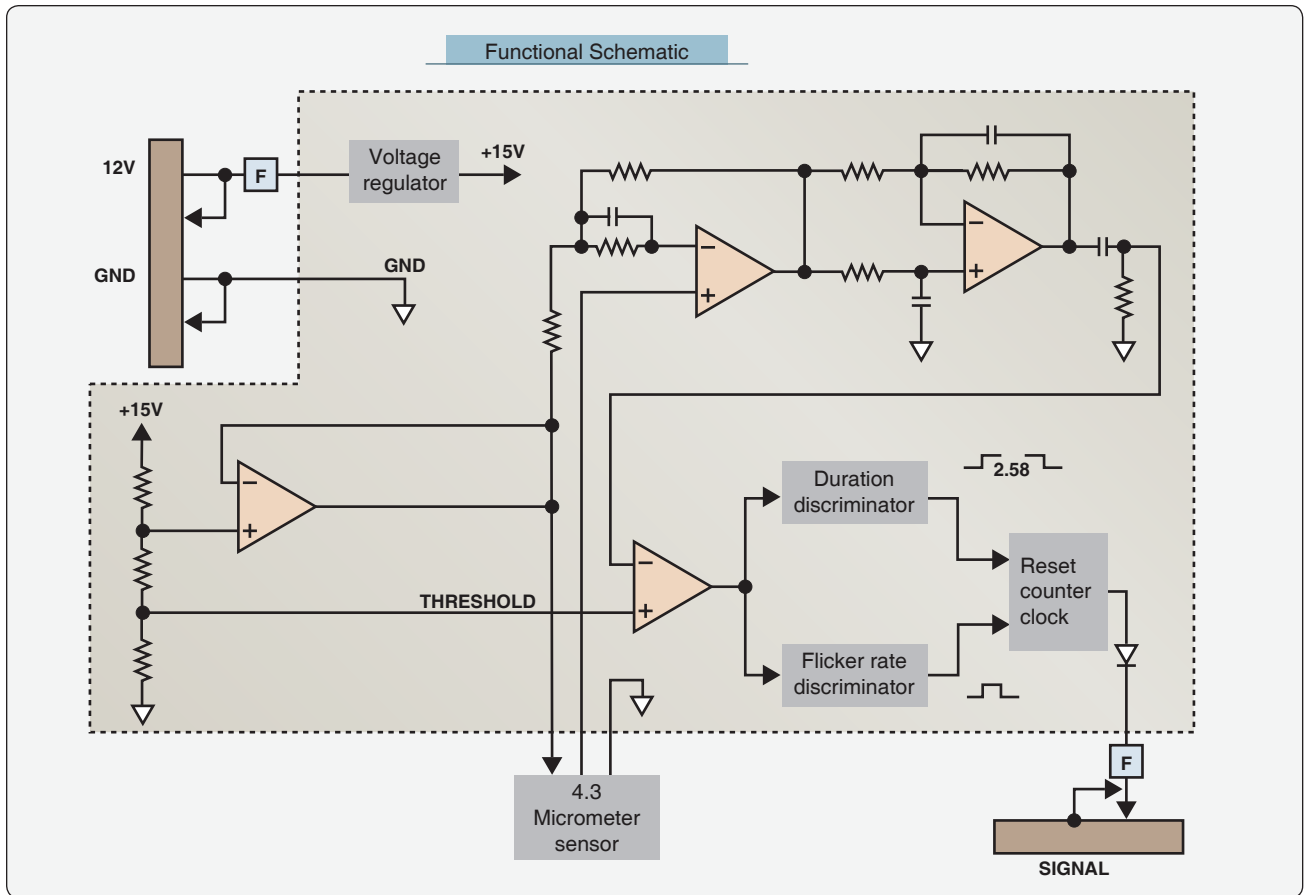 Functional Schematic
12V
F
Voltage
regulator
+15V
GND
GND
−
+
−
+
+15V
−
+
THRESHOLD
−
+
Duration
discriminator
2.58
Reset
counter
clock
Flicker rate
discriminator
4.3
Micrometer
sensor
F
SIGNAL